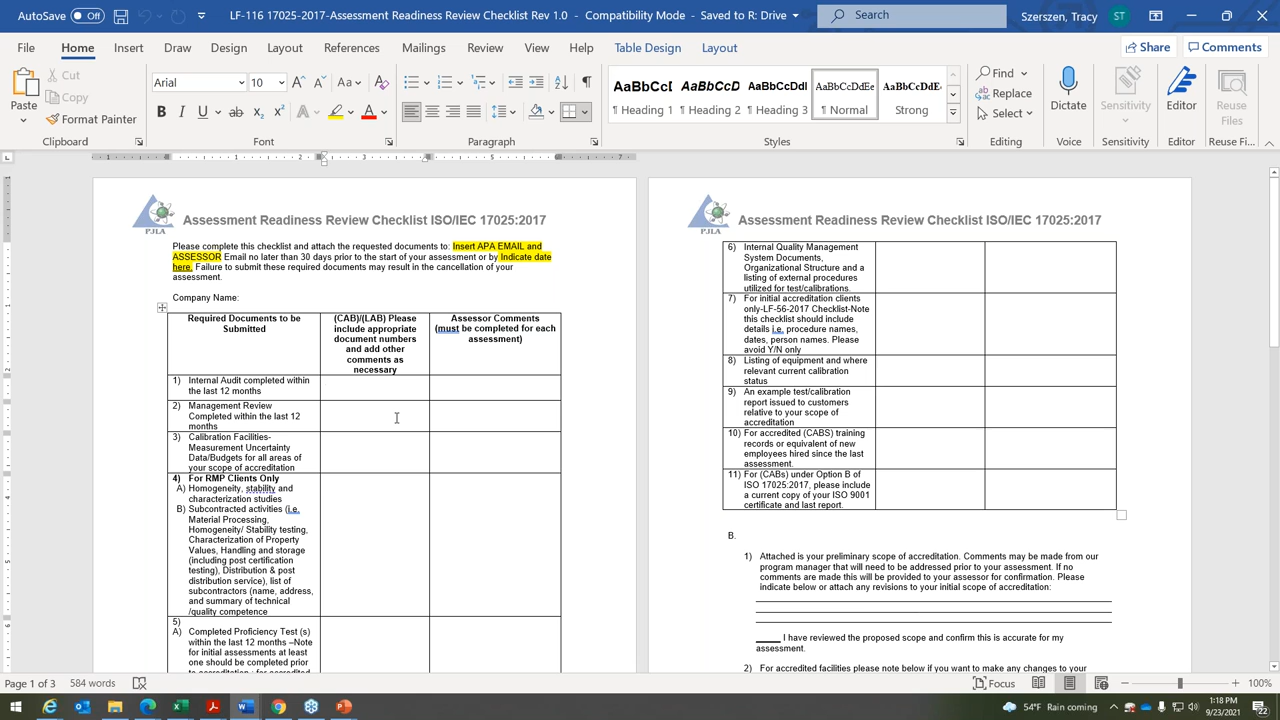 AutoSave Off LF-116 17025-2017 Assessment Readiness Review Checklist Rev 1.0 - Compatibility Mode - Saved to R: Drive Search Szerszen, Tracy ST
File Home Insert Draw Design Layout References Mailings Review View Help Table Design Layout Share Comments
Paste Cut Copy Format Painter
Arial 10
AaBbCcI AaBbCcD AaBbCcDdI AaBbCcDdEe AaBbCcDdE
¶ Heading 1 ¶ Heading 2 ¶ Heading 3 ¶ Normal Strong
Find Replace Select
Dictate Sensitivity Editor Reuse Files
Clipboard Font Paragraph Styles Editing Voice Sensitivity Editor Reuse Fi...
PJLA
Assessment Readiness Review Checklist ISO/IEC 17025:2017
Please complete this checklist and attach the requested documents to: Insert APA EMAIL and
ASSESSOR Email no later than 30 days prior to the start of your assessment or by Indicate date
here. Failure to submit these required documents may result in the cancellation of your
assessment.
Company Name:
Required Documents to be
Submitted
(CAB)/(LAB) Please
include appropriate
document numbers
and add other
comments as
necessary
Assessor Comments
(must be completed for each
assessment)
1) Internal Audit completed within
the last 12 months
2) Management Review
Completed within the last 12
months
3) Calibration Facilities-
Measurement Uncertainty
Data/Budgets for all areas of
your scope of accreditation
4) For RMP Clients Only
A) Homogeneity, stability and
characterization studies
B) Subcontracted activities (i.e.
Material Processing,
Homogeneity/ Stability testing,
Characterization of Property
Values, Handling and storage
(including post certification
testing), Distribution & post
distribution service), list of
subcontractors (name, address,
and summary of technical
/quality competence
5)
A) Completed Proficiency Test (s)
within the last 12 months –Note
for initial assessments at least
one should be completed prior
to accreditation ; for accredited
PJLA
Assessment Readiness Review Checklist ISO/IEC 17025:2017
6) Internal Quality Management
System Documents,
Organizational Structure and a
listing of external procedures
utilized for test/calibrations.
7) For initial accreditation clients
only-LF-56-2017 Checklist-Note
this checklist should include
details i.e. procedure names,
dates, person names. Please
avoid Y/N only
8) Listing of equipment and where
relevant current calibration
status
9) An example test/calibration
report issued to customers
relative to your scope of
accreditation
10) For accredited (CABS) training
records or equivalent of new
employees hired since the last
assessment.
11) For (CABs) under Option B of
ISO 17025:2017, please include
a current copy of your ISO 9001
certificate and last report.
B.
1) Attached is your preliminary scope of accreditation. Comments may be made from our
program manager that will need to be addressed prior to your assessment. If no
comments are made this will be provided to your assessor for confirmation. Please
indicate below or attach any revisions to your initial scope of accreditation:
_____ I have reviewed the proposed scope and confirm this is accurate for my
assessment.
2) For accredited facilities please note below if you want to make any changes to your
Page 1 of 3 584 words Focus 100%
54°F Rain coming 1:18 PM
9/23/2021 22